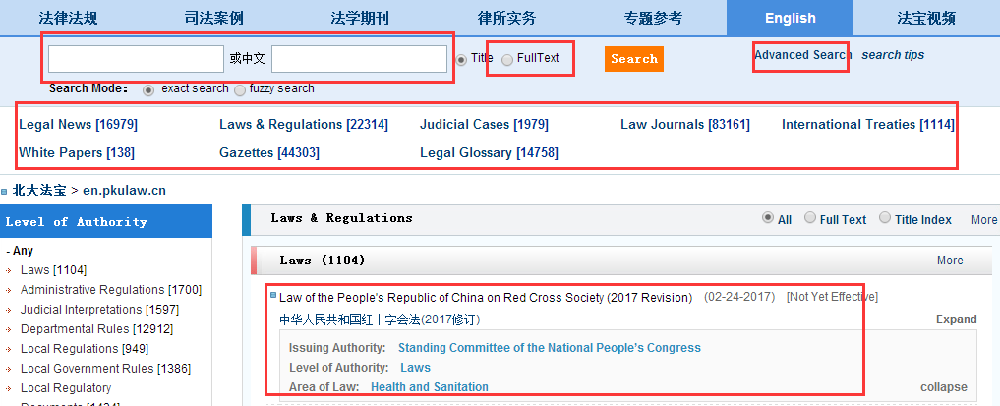 法律法规 司法案例 法学期刊 律所实务 专题参考 English 法宝视频
或中文 Title FullText Search Advanced Search search tips
Search Mode： exact search fuzzy search
Legal News [16979] Laws & Regulations [22314] Judicial Cases [1979] Law Journals [83161] International Treaties [1114]
White Papers [138] Gazettes [44303] Legal Glossary [14758]
北大法宝 > en.pkulaw.cn
Level of Authority
- Any
Laws [1104]
Administrative Regulations [1700]
Judicial Interpretations [1597]
Departmental Rules [12912]
Local Regulations [949]
Local Government Rules [1386]
Local Regulatory
Laws & Regulations All Full Text Title Index More
Laws (1104) More
Law of the People's Republic of China on Red Cross Society (2017 Revision) (02-24-2017) [Not Yet Effective]
中华人民共和国红十字会法(2017修订) Expand
Issuing Authority: Standing Committee of the National People's Congress
Level of Authority: Laws
Area of Law: Health and Sanitation collapse